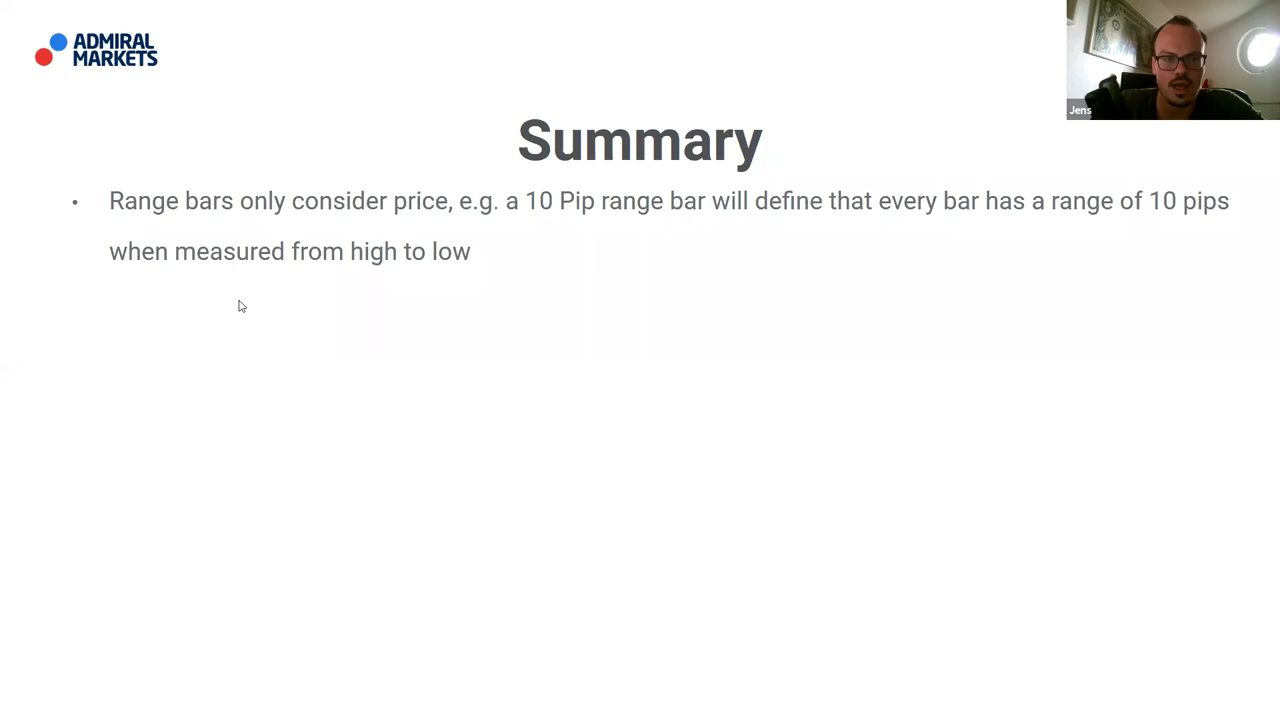 ADMIRAL
MARKETS
Jens
Summary
• Range bars only consider price, e.g. a 10 Pip range bar will define that every bar has a range of 10 pips
when measured from high to low